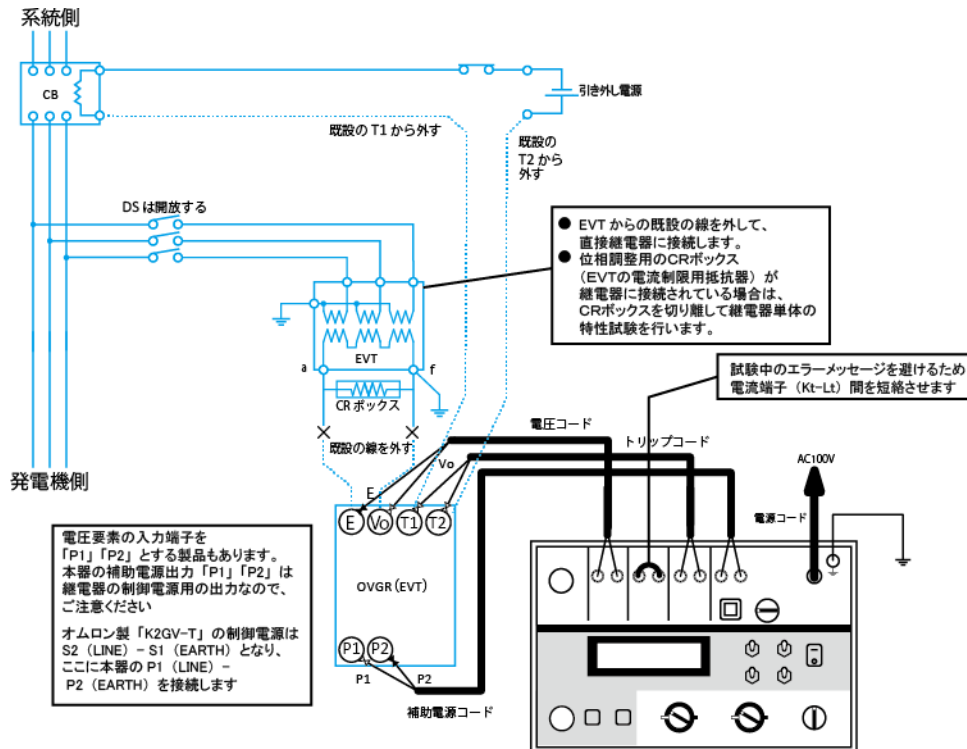 系統側
CB
引き外し電源
既設の T1 から外す
既設の
T2 から
外す
DS は開放する
● EVT からの既設の線を外して、
直接継電器に接続します。
● 位相調整用のCRボックス
(EVTの電流制限用抵抗器) が
継電器に接続されている場合は、
CRボックスを切り離して継電器単体の
特性試験を行います。
EVT
a
f
CR ボックス
試験中のエラーメッセージを避けるため
電流端子 (Kt-Lt) 間を短絡させます
既設の線を外す
電圧コード
トリップコード
Vo
AC100V
発電機側
E
電源コード
E
Vo
T1
T2
電圧要素の入力端子を
「P1」「P2」とする製品もあります。
本器の補助電源出力「P1」「P2」は
継電器の制御電源用の出力なので、
ご注意ください
オムロン製「K2GV-T」の制御電源は
S2 (LINE) - S1 (EARTH) となり、
ここに本器の P1 (LINE) -
P2 (EARTH) を接続します
OVGR (EVT)
P1
P2
P1
P2
補助電源コード